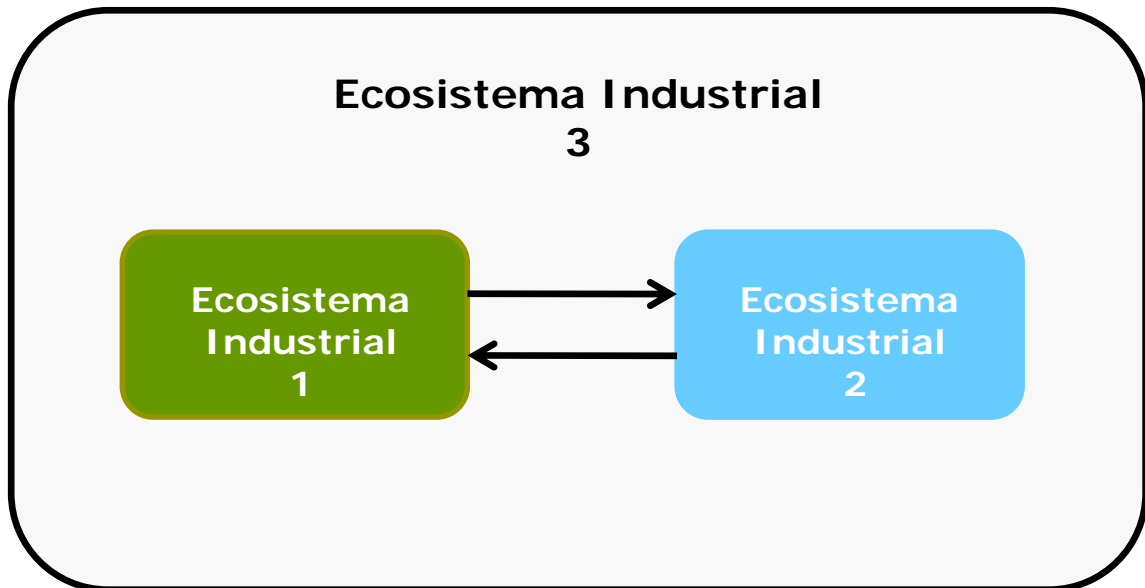 Ecosistema Industrial
3
Ecosistema
Industrial
1
Ecosistema
Industrial
2